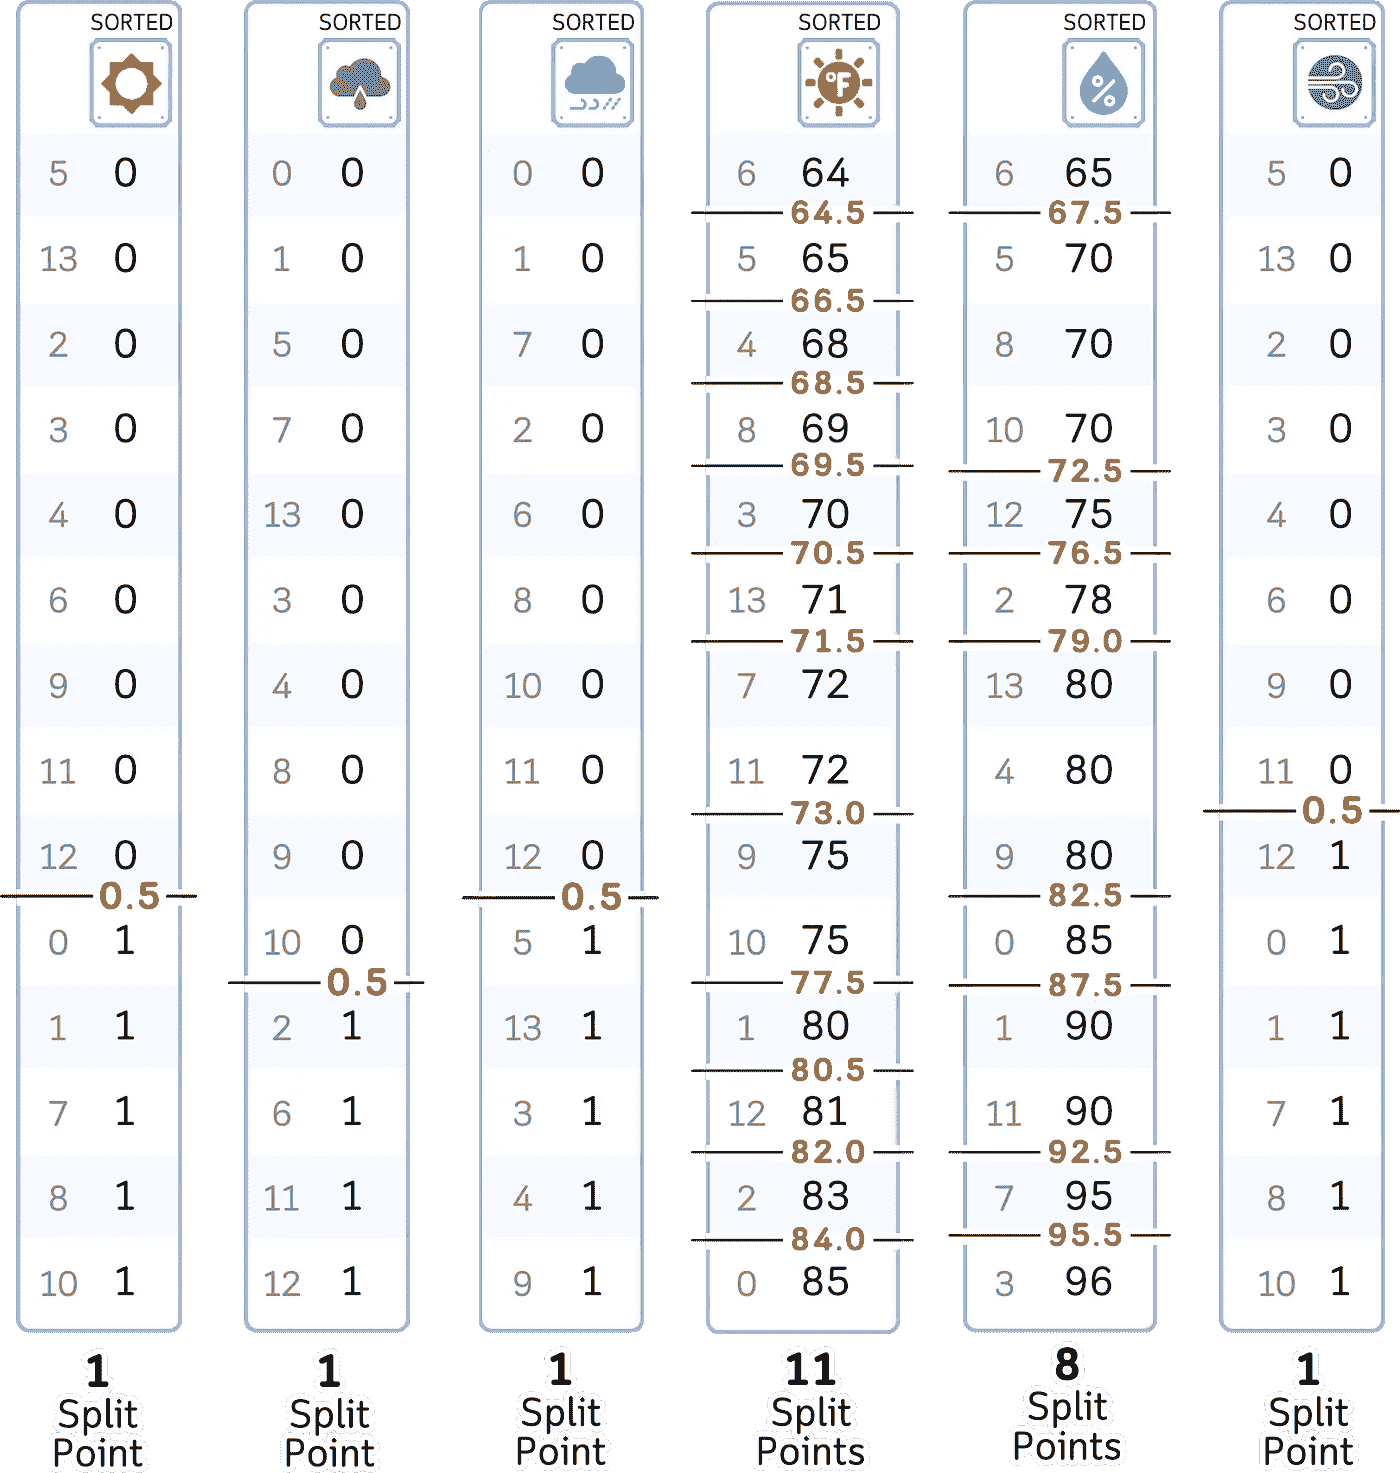 SORTED SORTED SORTED SORTED SORTED SORTED
°F % 
5 0 0 0 0 0 6 64 6 65 5 0
64.5 67.5
13 0 1 0 1 0 5 65 5 70 13 0
66.5
2 0 5 0 7 0 4 68 8 70 2 0
68.5
3 0 7 0 2 0 8 69 10 70 3 0
69.5 72.5
4 0 13 0 6 0 3 70 12 75 4 0
70.5 76.5
6 0 3 0 8 0 13 71 2 78 6 0
71.5 79.0
9 0 4 0 10 0 7 72 13 80 9 0
11 0 8 0 11 0 11 72 4 80 11 0
73.0 0.5
12 0 9 0 12 0 9 75 9 80 12 1
0.5 0.5 82.5
0 1 10 0 5 1 10 75 0 85 0 1
0.5 77.5 87.5
1 1 2 1 13 1 1 80 1 90 1 1
80.5
7 1 6 1 3 1 12 81 11 90 7 1
82.0 92.5
8 1 11 1 4 1 2 83 7 95 8 1
84.0 95.5
10 1 12 1 9 1 0 85 3 96 10 1
1 1 1 11 8 1
Split Split Split Split Split Split
Point Point Point Points Points Point